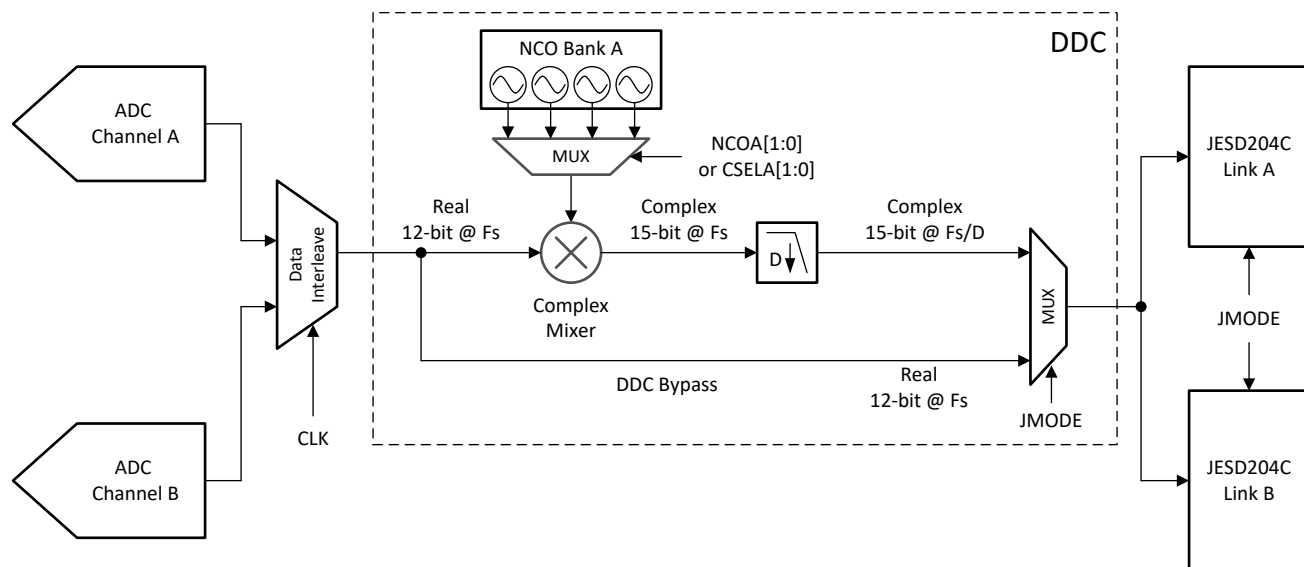 DDC
NCO Bank A
ADC
Channel A
MUX
NCOA[1:0]
or CSELA[1:0]
JESD204C
Link A
Real
12-bit @ Fs
Complex
15-bit @ Fs
Complex
15-bit @ Fs/D
Data
Interleave
D
MUX
Complex
Mixer
JMODE
DDC Bypass
Real
12-bit @ Fs
CLK
JMODE
ADC
Channel B
JESD204C
Link B